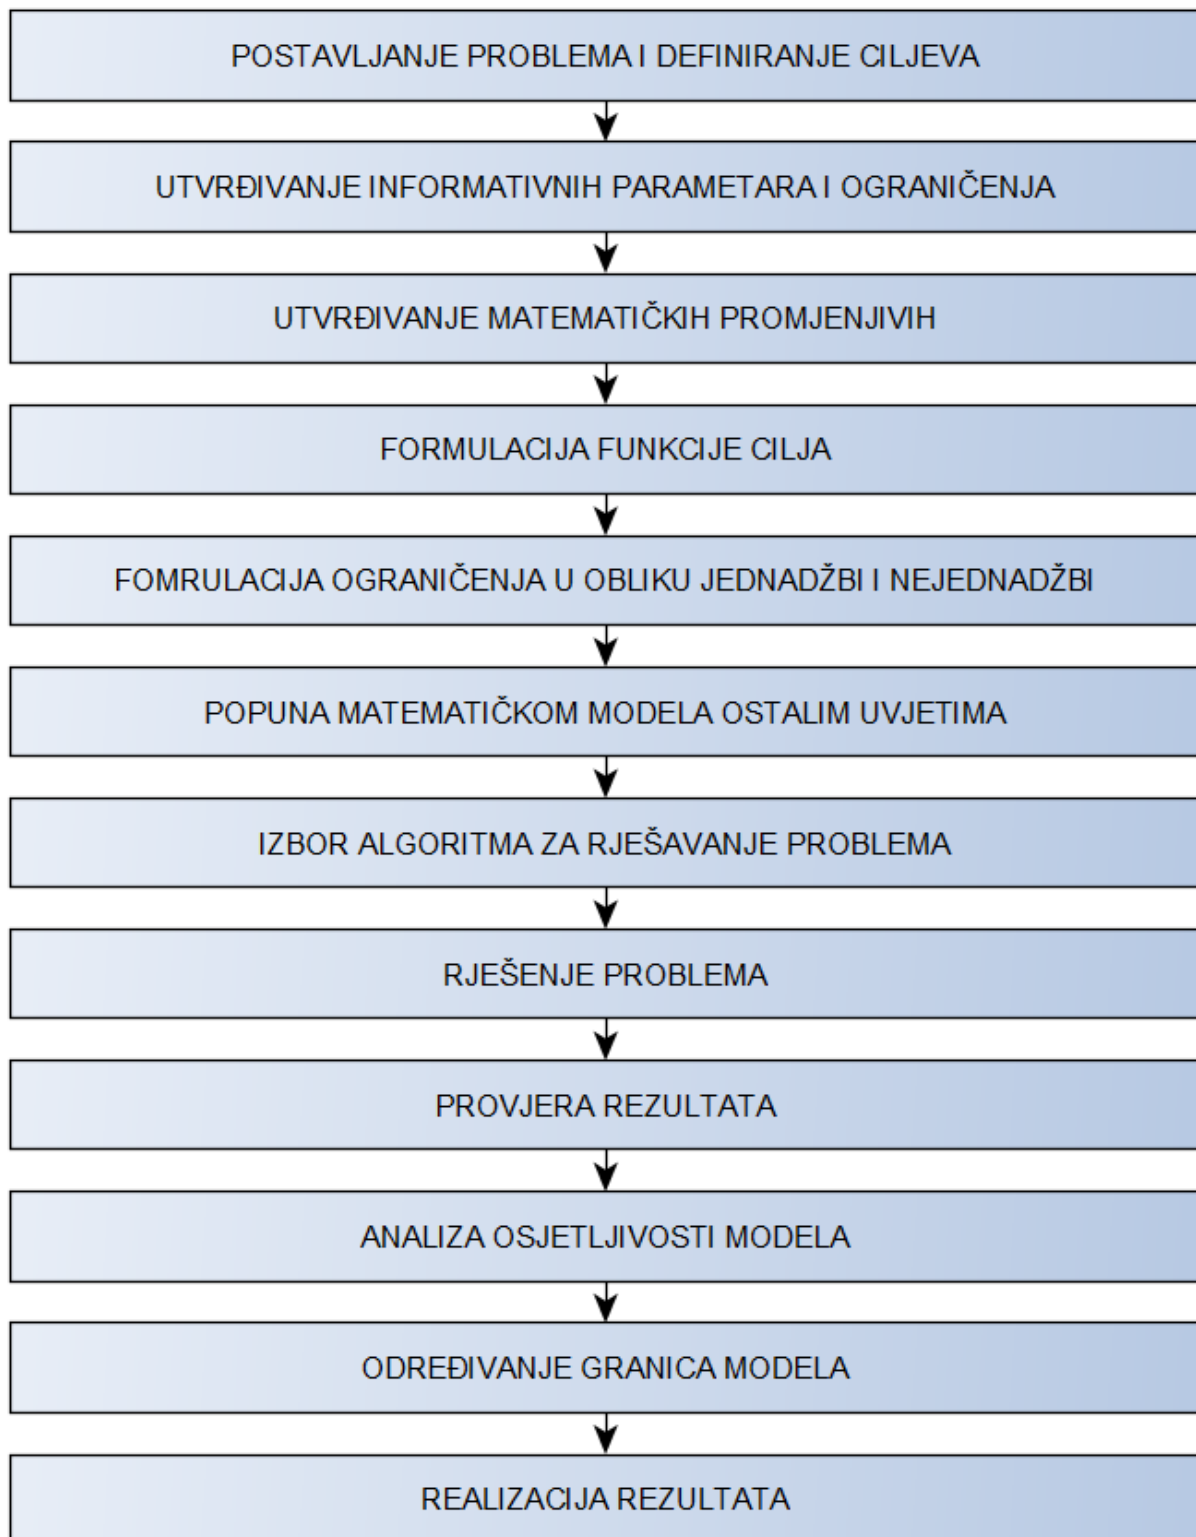 POSTAVLJANJE PROBLEMA I DEFINIRANJE CILJEVA
UTVRĐIVANJE INFORMATIVNIH PARAMETARA I OGRANIČENJA
UTVRĐIVANJE MATEMATIČKIH PROMJENJIVIH
FORMULACIJA FUNKCIJE CILJA
FOMRULACIJA OGRANIČENJA U OBLIKU JEDNADŽBI I NEJEDNADŽBI
POPUNA MATEMATIČKOM MODELA OSTALIM UVJETIMA
IZBOR ALGORITMA ZA RJEŠAVANJE PROBLEMA
RJEŠENJE PROBLEMA
PROVJERA REZULTATA
ANALIZA OSJETLJIVOSTI MODELA
ODREĐIVANJE GRANICA MODELA
REALIZACIJA REZULTATA